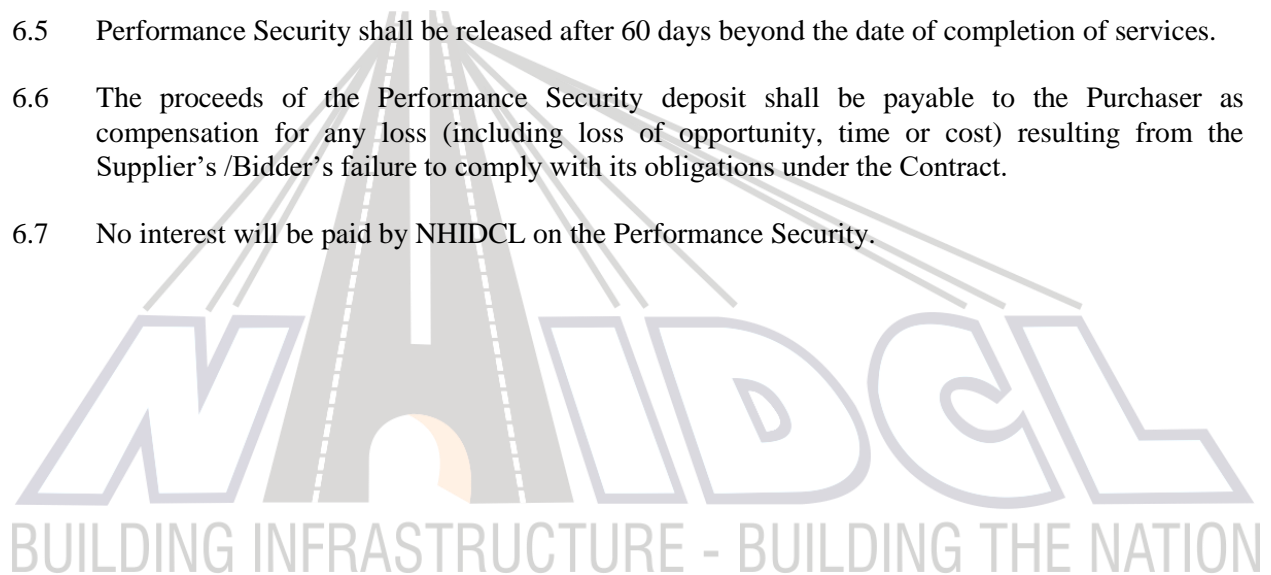 6.5 Performance Security shall be released after 60 days beyond the date of completion of services.
6.6 The proceeds of the Performance Security deposit shall be payable to the Purchaser as
compensation for any loss (including loss of opportunity, time or cost) resulting from the
Supplier's /Bidder's failure to comply with its obligations under the Contract.
6.7 No interest will be paid by NHIDCL on the Performance Security.
NHIDCL
BUILDING INFRASTRUCTURE - BUILDING THE NATION